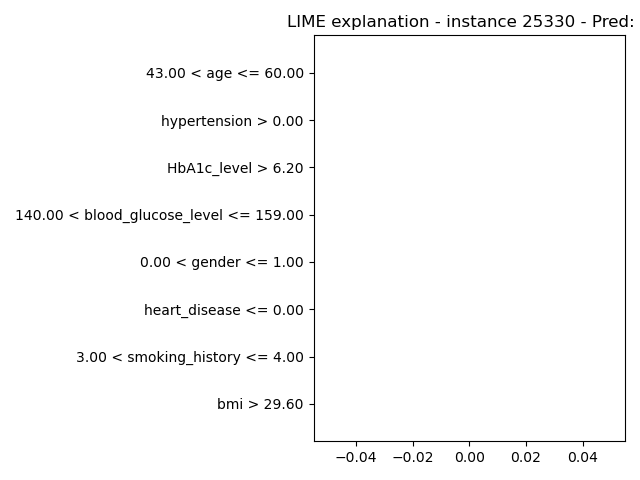 LIME explanation - instance 25330 - Pred:
43.00 < age <= 60.00
hypertension > 0.00
HbA1c_level > 6.20
140.00 < blood_glucose_level <= 159.00
0.00 < gender <= 1.00
heart_disease <= 0.00
3.00 < smoking_history <= 4.00
bmi > 29.60
−0.04 −0.02 0.00 0.02 0.04